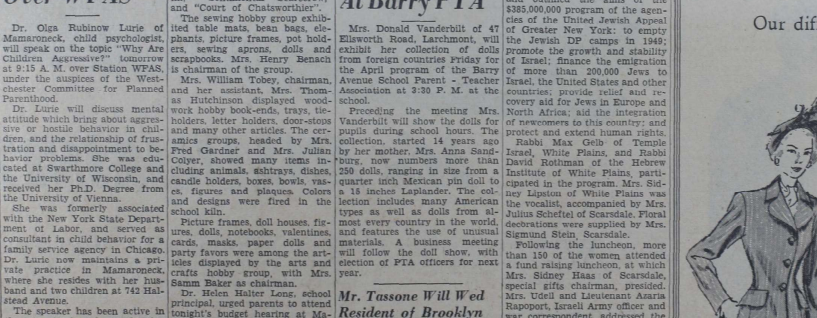 Over WFAS
Dr. Olga Rubinow Lurie of
Mamaroneck, child psychologist,
will speak on the topic "Why Are
Children Aggressive?" tomorrow
at 9:15 A. M. over Station WFAS,
under the auspices of the West-
chester Committee for Planned
Parenthood.
Dr. Lurie will discuss mental
attitude which bring about aggres-
sive or hostile behavior in chil-
dren, and the relationship of frus-
tration and disappointment to be-
havior problems. She was edu-
cated at Swarthmore College and
the University of Wisconsin, and
received her Ph.D. Degree from
the University of Vienna.
She was formerly associated
with the New York State Depart-
ment of Labor, and served as
consultant in child behavior for a
family service agency in Chicago.
Dr. Lurie now maintains a pri-
vate practice in Mamaroneck,
where she resides with her hus-
band and two children at 742 Hal-
stead Avenue.
The speaker has been active in
and "Court of Chatsworthier".
The sewing hobby group exhib-
ited table mats, bean bags, ele-
phants, picture frames, pot hold-
ers, sewing aprons, dolls and
scrapbooks. Mrs. Henry Benach
is chairman of the group.
Mrs. William Tobey, chairman,
and her assistant, Mrs. Thom-
as Hutchinson displayed wood-
work hobby book-ends, trays, tie-
holders, letter holders, door-stops
and many other articles. The cer-
amics groups, headed by Mrs.
Fred Gardner and Mrs. Julian
Colyer, showed many items in-
cluding animals, ashtrays, dishes,
candle holders, boxes, bowls, vas-
es, figures and plaques. Colors
and designs were fired in the
school kiln.
Picture frames, doll houses, fig-
ures, dolls, notebooks, valentines,
cards, masks, paper dolls and
party favors were among the art-
icles displayed by the arts and
crafts hobby group, with Mrs.
Samm Baker as chairman.
Dr. Helen Halter Long, school
principal, urged parents to attend
tonight's budget hearing at Ma-
At Barry PTA
Mrs. Donald Vanderbilt of 47
Ellsworth Road, Larchmont, will
exhibit her collection of dolls
from foreign countries Friday for
the April program of the Barry
Avenue School Parent - Teacher
Association at 3:30 P. M. at the
school.
Preceding the meeting Mrs.
Vanderbilt will show the dolls for
pupils during school hours. The
collection, started 14 years ago
by her mother, Mrs. Anna Sand-
burg, now numbers more than
250 dolls, ranging in size from a
quarter inch Mexican pin doll to
a 18 inches Laplander. The col-
lection includes many American
types as well as dolls from al-
most every country in the world,
and features the use of unusual
materials. A business meeting
will follow the doll show, with
election of PTA officers for next
year.
Mr. Tassone Will Wed
Resident of Brooklyn
and outlined the aims of the
$385,000,000 program of the agen-
cies of the United Jewish Appeal
of Greater New York: to empty
the Jewish DP camps in 1949;
promote the growth and stability
of Israel; finance the emigration
of more than 200,000 Jews to
Israel, the United States and other
countries; provide relief and re-
covery aid for Jews in Europe and
North Africa; aid the integration
of newcomers to this country; and
protect and extend human rights.
Rabbi Max Gelb of Temple
Israel, White Plains, and Rabbi
David Rothman of the Hebrew
Institute of White Plains, parti-
cipated in the program. Mrs. Sid-
ney Lipsiou of White Plains was
the vocalist, accompanied by Mrs.
Julius Scheftel of Scarsdale. Floral
decorations were supplied by Mrs.
Sigmund Stein, Scarsdale.
Following the luncheon, more
than 150 of the women attended
a fund raising luncheon, at which
Mrs. Sidney Haas of Scarsdale,
special gifts chairman, presided.
Mrs. Udell and Lieutenant Azaria
Rapoport, Israeli Army officer and
war correspondent, addressed the
Our dif